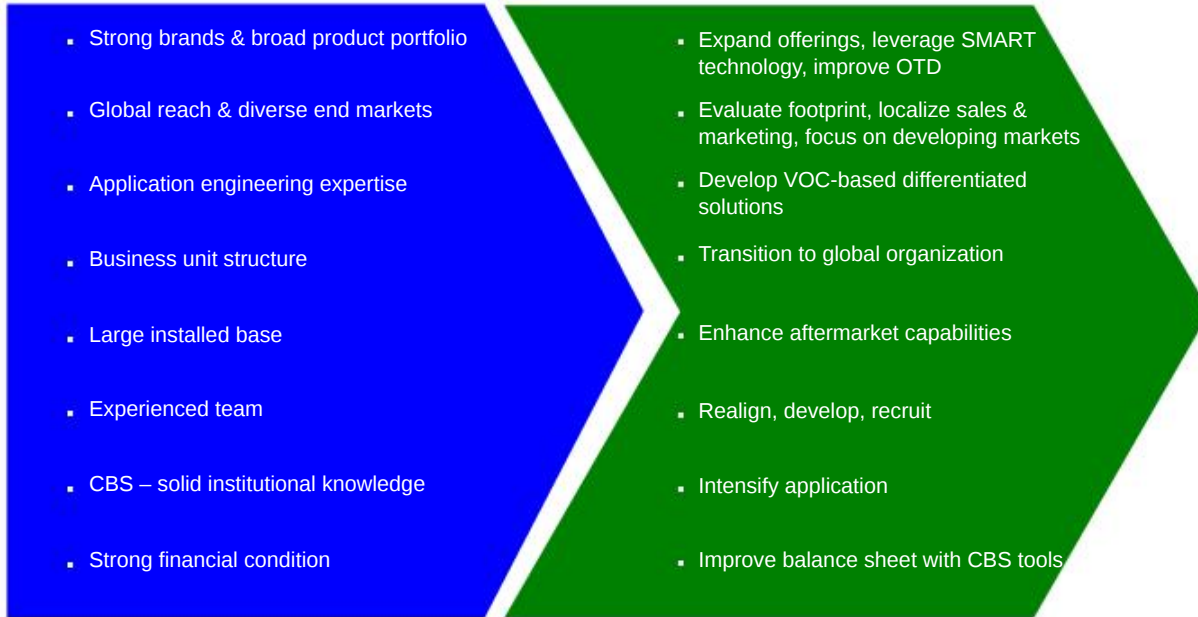 Strong brands & broad product portfolio
Global reach & diverse end markets
Application engineering expertise
Business unit structure
Large installed base
Experienced team
CBS – solid institutional knowledge
Strong financial condition
Expand offerings, leverage SMART
technology, improve OTD
Evaluate footprint, localize sales &
marketing, focus on developing markets
Develop VOC-based differentiated
solutions
Transition to global organization
Enhance aftermarket capabilities
Realign, develop, recruit
Intensify application
Improve balance sheet with CBS tools